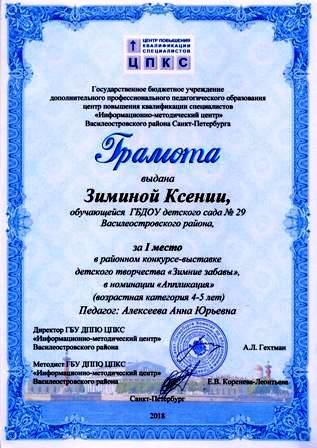 ЦЕНТР ПОВЫШЕНИЯ
КВАЛИФИКАЦИИ
СПЕЦИАЛИСТОВ
ЦПКС
Государственное бюджетное учреждение
дополнительного профессионального педагогического образования
центр повышения квалификации специалистов
«Информационно-методический центр»
Василеостровского района Санкт-Петербурга
Грамота
выдана
Зиминой Ксении,
обучающейся ГБДОУ детского сада № 29
Василеостровского района,
за I место
в районном конкурсе-выставке
детского творчества «Зимние забавы»,
в номинации «Аппликация»
(возрастная категория 4-5 лет)
Педагог: Алексеева Анна Юрьевна
Директор ГБУ ДППО ЦПКС
«Информационно-методический центр»
Василеостровского района
А.Л. Гехтман
Методист ГБУ ДППО ЦПКС
«Информационно-методический центр»
Василеостровского района
Е.В. Коренева-Леонтьева
Санкт-Петербург
2018